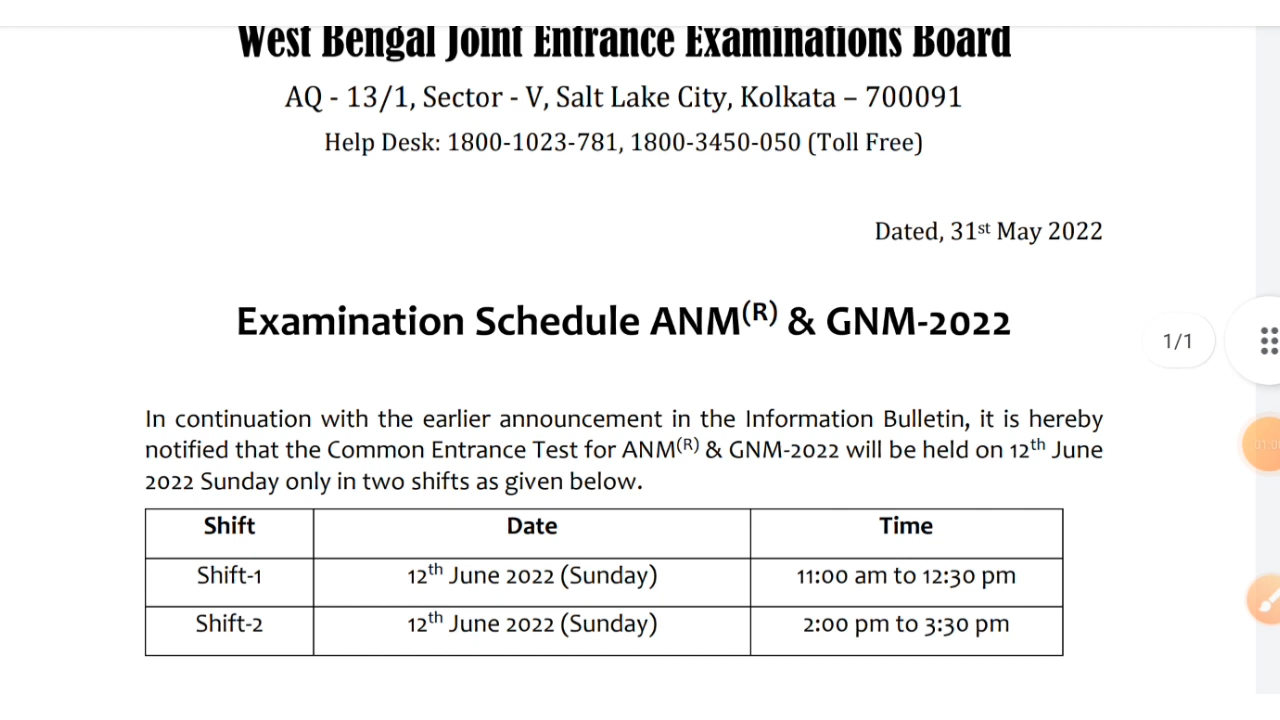 West Bengal Joint Entrance Examinations Board
AQ - 13/1, Sector - V, Salt Lake City, Kolkata – 700091
Help Desk: 1800-1023-781, 1800-3450-050 (Toll Free)
Dated, 31st May 2022
Examination Schedule ANM(R) & GNM-2022
1/1
In continuation with the earlier announcement in the Information Bulletin, it is hereby
notified that the Common Entrance Test for ANM(R) & GNM-2022 will be held on 12th June
2022 Sunday only in two shifts as given below.
Shift Date Time
Shift-1 12th June 2022 (Sunday) 11:00 am to 12:30 pm
Shift-2 12th June 2022 (Sunday) 2:00 pm to 3:30 pm